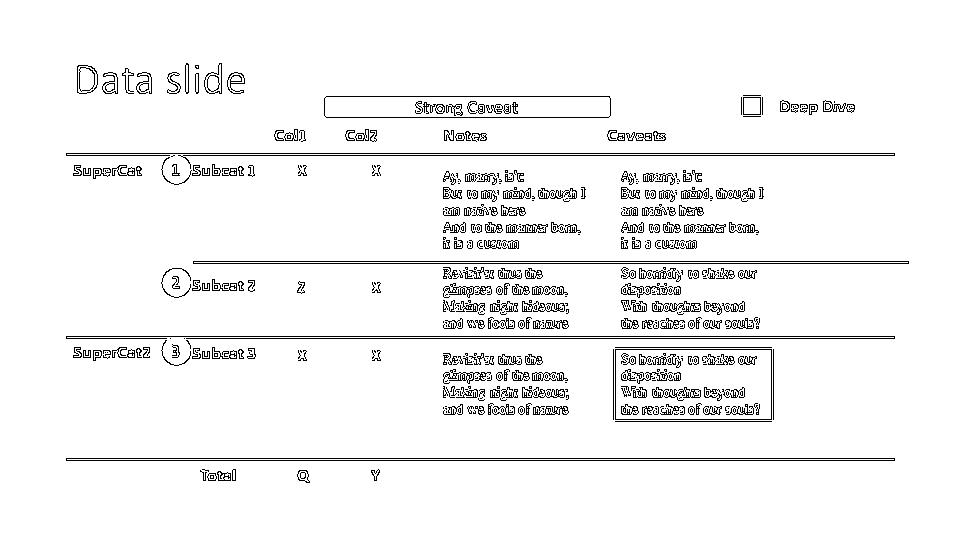 Data slide
Strong Caveat
Deep Dive
Col1 Col2 Notes Caveats
SuperCat 1 Subcat 1 X X
Ay, marry, is't
But to my mind, though I
am native here
And to the manner born,
it is a custom
Ay, marry, is't
But to my mind, though I
am native here
And to the manner born,
it is a custom
2 Subcat 2 Z X
Revisit'st thus the
glimpses of the moon,
Making night hideous;
and we fools of nature
So horridly to shake our
disposition
With thoughts beyond
the reaches of our souls?
SuperCat2 3 Subcat 3 X X
Revisit'st thus the
glimpses of the moon,
Making night hideous;
and we fools of nature
So horridly to shake our
disposition
With thoughts beyond
the reaches of our souls?
Total Q Y